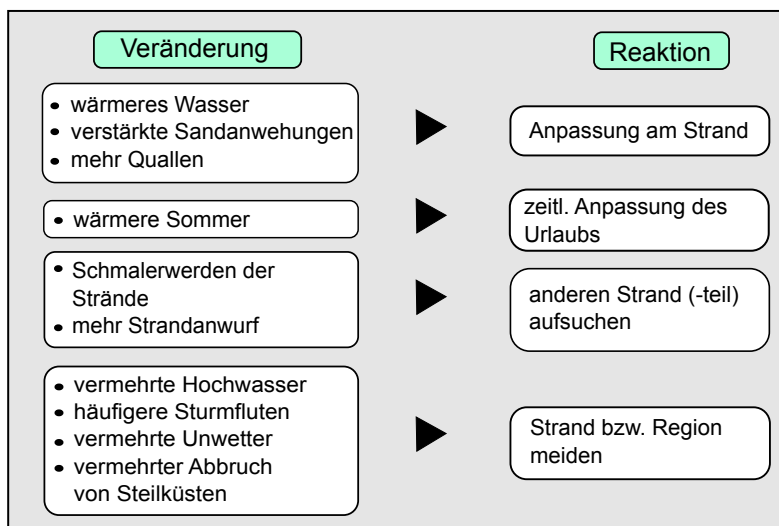 Veränderung
Reaktion
• wärmeres Wasser
• verstärkte Sandanwehungen
• mehr Quallen
Anpassung am Strand
• wärmere Sommer
zeitl. Anpassung des
Urlaubs
• Schmalerwerden der
Strände
• mehr Strandanwurf
anderen Strand (-teil)
aufsuchen
• vermehrte Hochwasser
• häufigere Sturmfluten
• vermehrte Unwetter
• vermehrter Abbruch
von Steilküsten
Strand bzw. Region
meiden